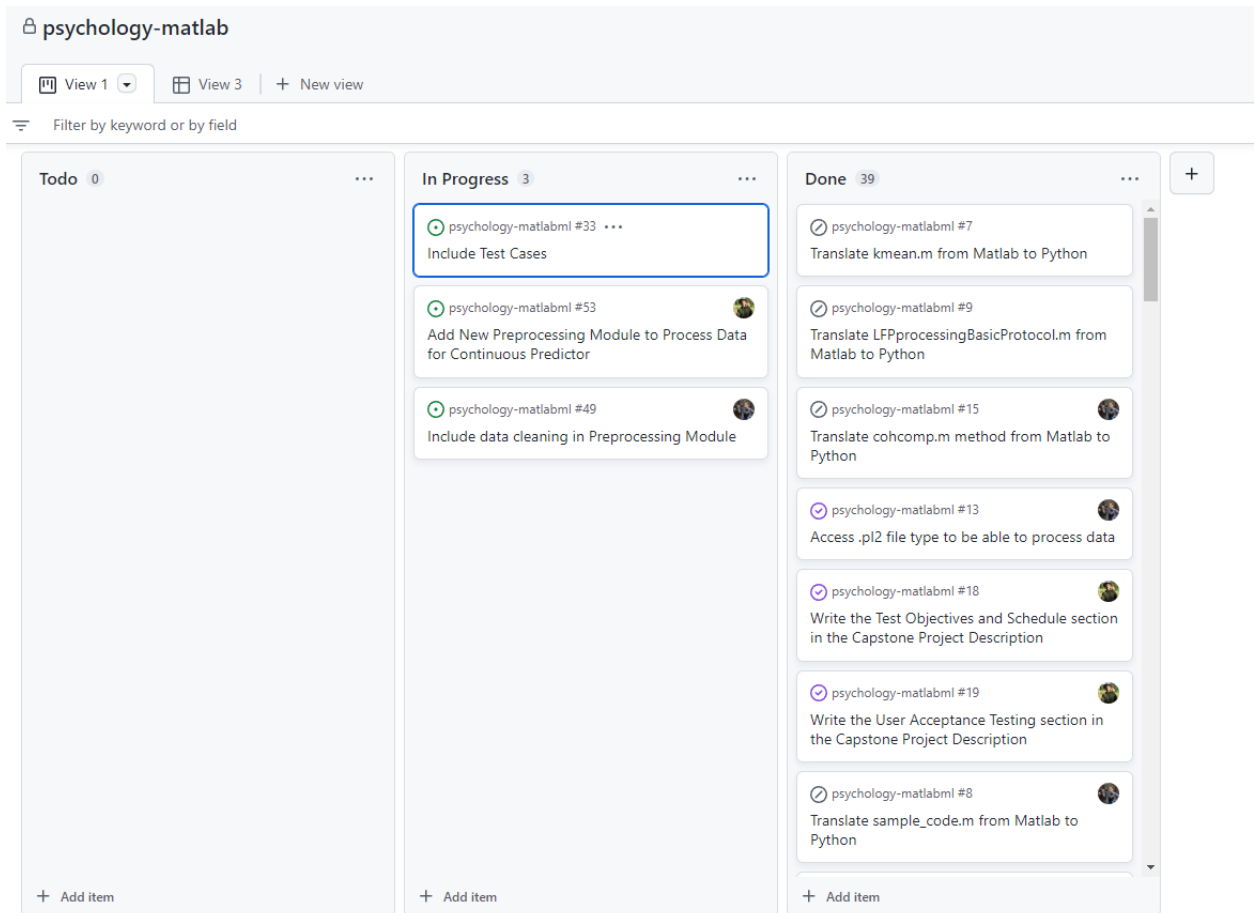 psychology-matlab
View 1
View 3
New view
Filter by keyword or by field
Todo 0
In Progress 3
psychology-matlabml #33
Include Test Cases
psychology-matlabml #53
Add New Preprocessing Module to Process Data
for Continuous Predictor
psychology-matlabml #49
Include data cleaning in Preprocessing Module
Done 39
psychology-matlabml #7
Translate kmean.m from Matlab to Python
psychology-matlabml #9
Translate LFPprocessingBasicProtocol.m from
Matlab to Python
psychology-matlabml #15
Translate cohcomp.m method from Matlab to
Python
psychology-matlabml #13
Access .pl2 file type to be able to process data
psychology-matlabml #18
Write the Test Objectives and Schedule section
in the Capstone Project Description
psychology-matlabml #19
Write the User Acceptance Testing section in
the Capstone Project Description
psychology-matlabml #8
Translate sample_code.m from Matlab to
Python
Add item
Add item
Add item